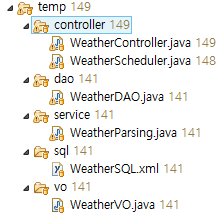 temp 149
controller 149
WeatherController.java 149
WeatherScheduler.java 148
dao 141
WeatherDAO.java 141
service 141
WeatherParsing.java 141
sql 141
WeatherSQL.xml 141
vo 141
WeatherVO.java 141